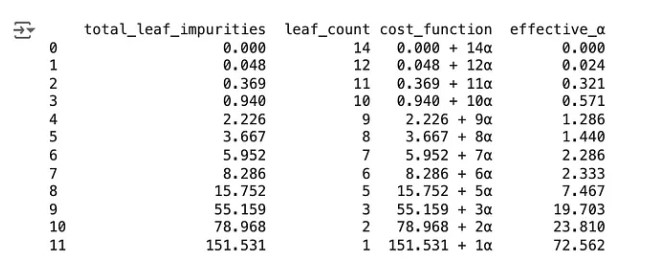 total_leaf_impurities leaf_count cost_function effective_α
0 0.000 14 0.000 + 14α 0.000
1 0.048 12 0.048 + 12α 0.024
2 0.369 11 0.369 + 11α 0.321
3 0.940 10 0.940 + 10α 0.571
4 2.226 9 2.226 + 9α 1.286
5 3.667 8 3.667 + 8α 1.440
6 5.952 7 5.952 + 7α 2.286
7 8.286 6 8.286 + 6α 2.333
8 15.752 5 15.752 + 5α 7.467
9 55.159 3 55.159 + 3α 19.703
10 78.968 2 78.968 + 2α 23.810
11 151.531 1 151.531 + 1α 72.562